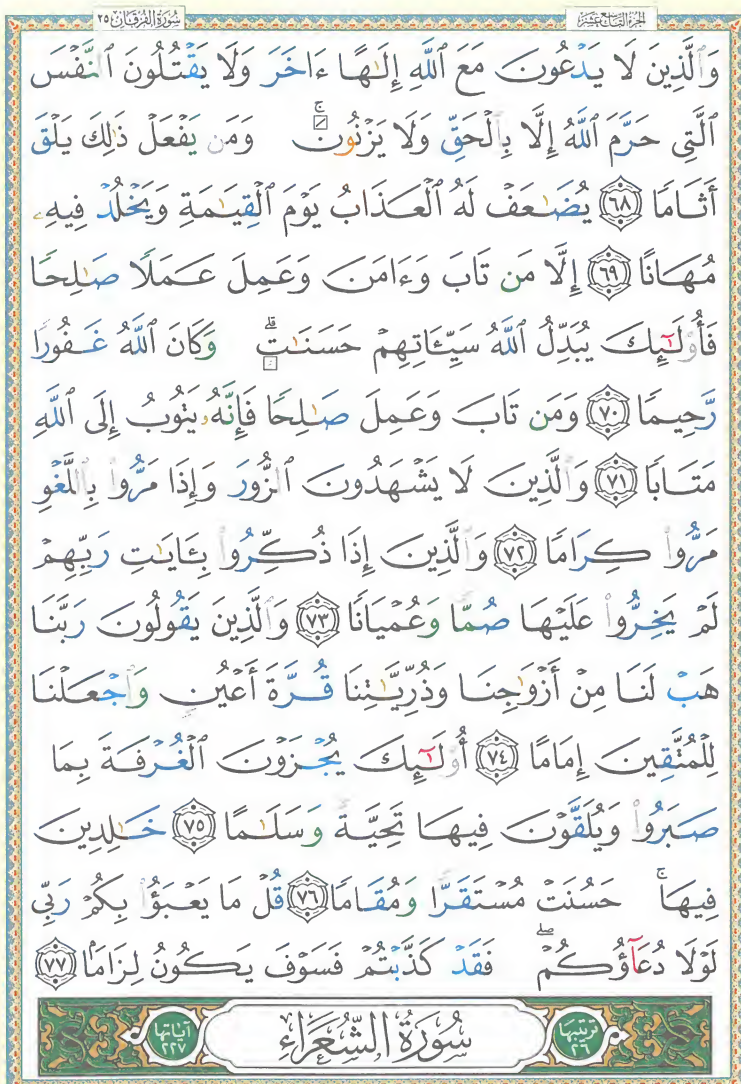 سُورَةُ الفُرقَان ٢٥
الجزء التاسع عشر
وَٱلَّذِينَ لَا يَدْعُونَ مَعَ ٱللَّهِ إِلَٰهًا ءَاخَرَ وَلَا يَقْتُلُونَ ٱلنَّفْسَ
ٱلَّتِي حَرَّمَ ٱللَّهُ إِلَّا بِٱلْحَقِّ وَلَا يَزْنُونَ ۚ وَمَن يَفْعَلْ ذَٰلِكَ يَلْقَ
أَثَامًا ٦٨ يُضَٰعَفْ لَهُ ٱلْعَذَابُ يَوْمَ ٱلْقِيَٰمَةِ وَيَخْلُدْ فِيهِۦ
مُهَانًا ٦٩ إِلَّا مَن تَابَ وَءَامَنَ وَعَمِلَ عَمَلًا صَٰلِحًا
فَأُو۟لَٰٓئِكَ يُبَدِّلُ ٱللَّهُ سَيِّـَٔاتِهِمْ حَسَنَٰتٍ ۗ وَكَانَ ٱللَّهُ غَفُورًا
رَّحِيمًا ٧٠ وَمَن تَابَ وَعَمِلَ صَٰلِحًا فَإِنَّهُۥ يَتُوبُ إِلَى ٱللَّهِ
مَتَابًا ٧١ وَٱلَّذِينَ لَا يَشْهَدُونَ ٱلزُّورَ وَإِذَا مَرُّوا۟ بِٱللَّغْوِ
مَرُّوا۟ كِرَامًا ٧٢ وَٱلَّذِينَ إِذَا ذُكِّرُوا۟ بِـَٔايَٰتِ رَبِّهِمْ
لَمْ يَخِرُّوا۟ عَلَيْهَا صُمًّا وَعُمْيَانًا ٧٣ وَٱلَّذِينَ يَقُولُونَ رَبَّنَا
هَبْ لَنَا مِنْ أَزْوَٰجِنَا وَذُرِّيَّٰتِنَا قُرَّةَ أَعْيُنٍ وَٱجْعَلْنَا
لِلْمُتَّقِينَ إِمَامًا ٧٤ أُو۟لَٰٓئِكَ يُجْزَوْنَ ٱلْغُرْفَةَ بِمَا
صَبَرُوا۟ وَيُلَقَّوْنَ فِيهَا تَحِيَّةً وَسَلَٰمًا ٧٥ خَٰلِدِينَ
فِيهَا ۚ حَسُنَتْ مُسْتَقَرًّا وَمُقَامًا ٧٦ قُلْ مَا يَعْبَؤُا۟ بِكُمْ رَبِّي
لَوْلَا دُعَآؤُكُمْ ۖ فَقَدْ كَذَّبْتُمْ فَسَوْفَ يَكُونُ لِزَامًا ٧٧
ترتيبها ٢٦
سُورَةُ الشُّعَرَاءِ
آياتها ٢٢٧